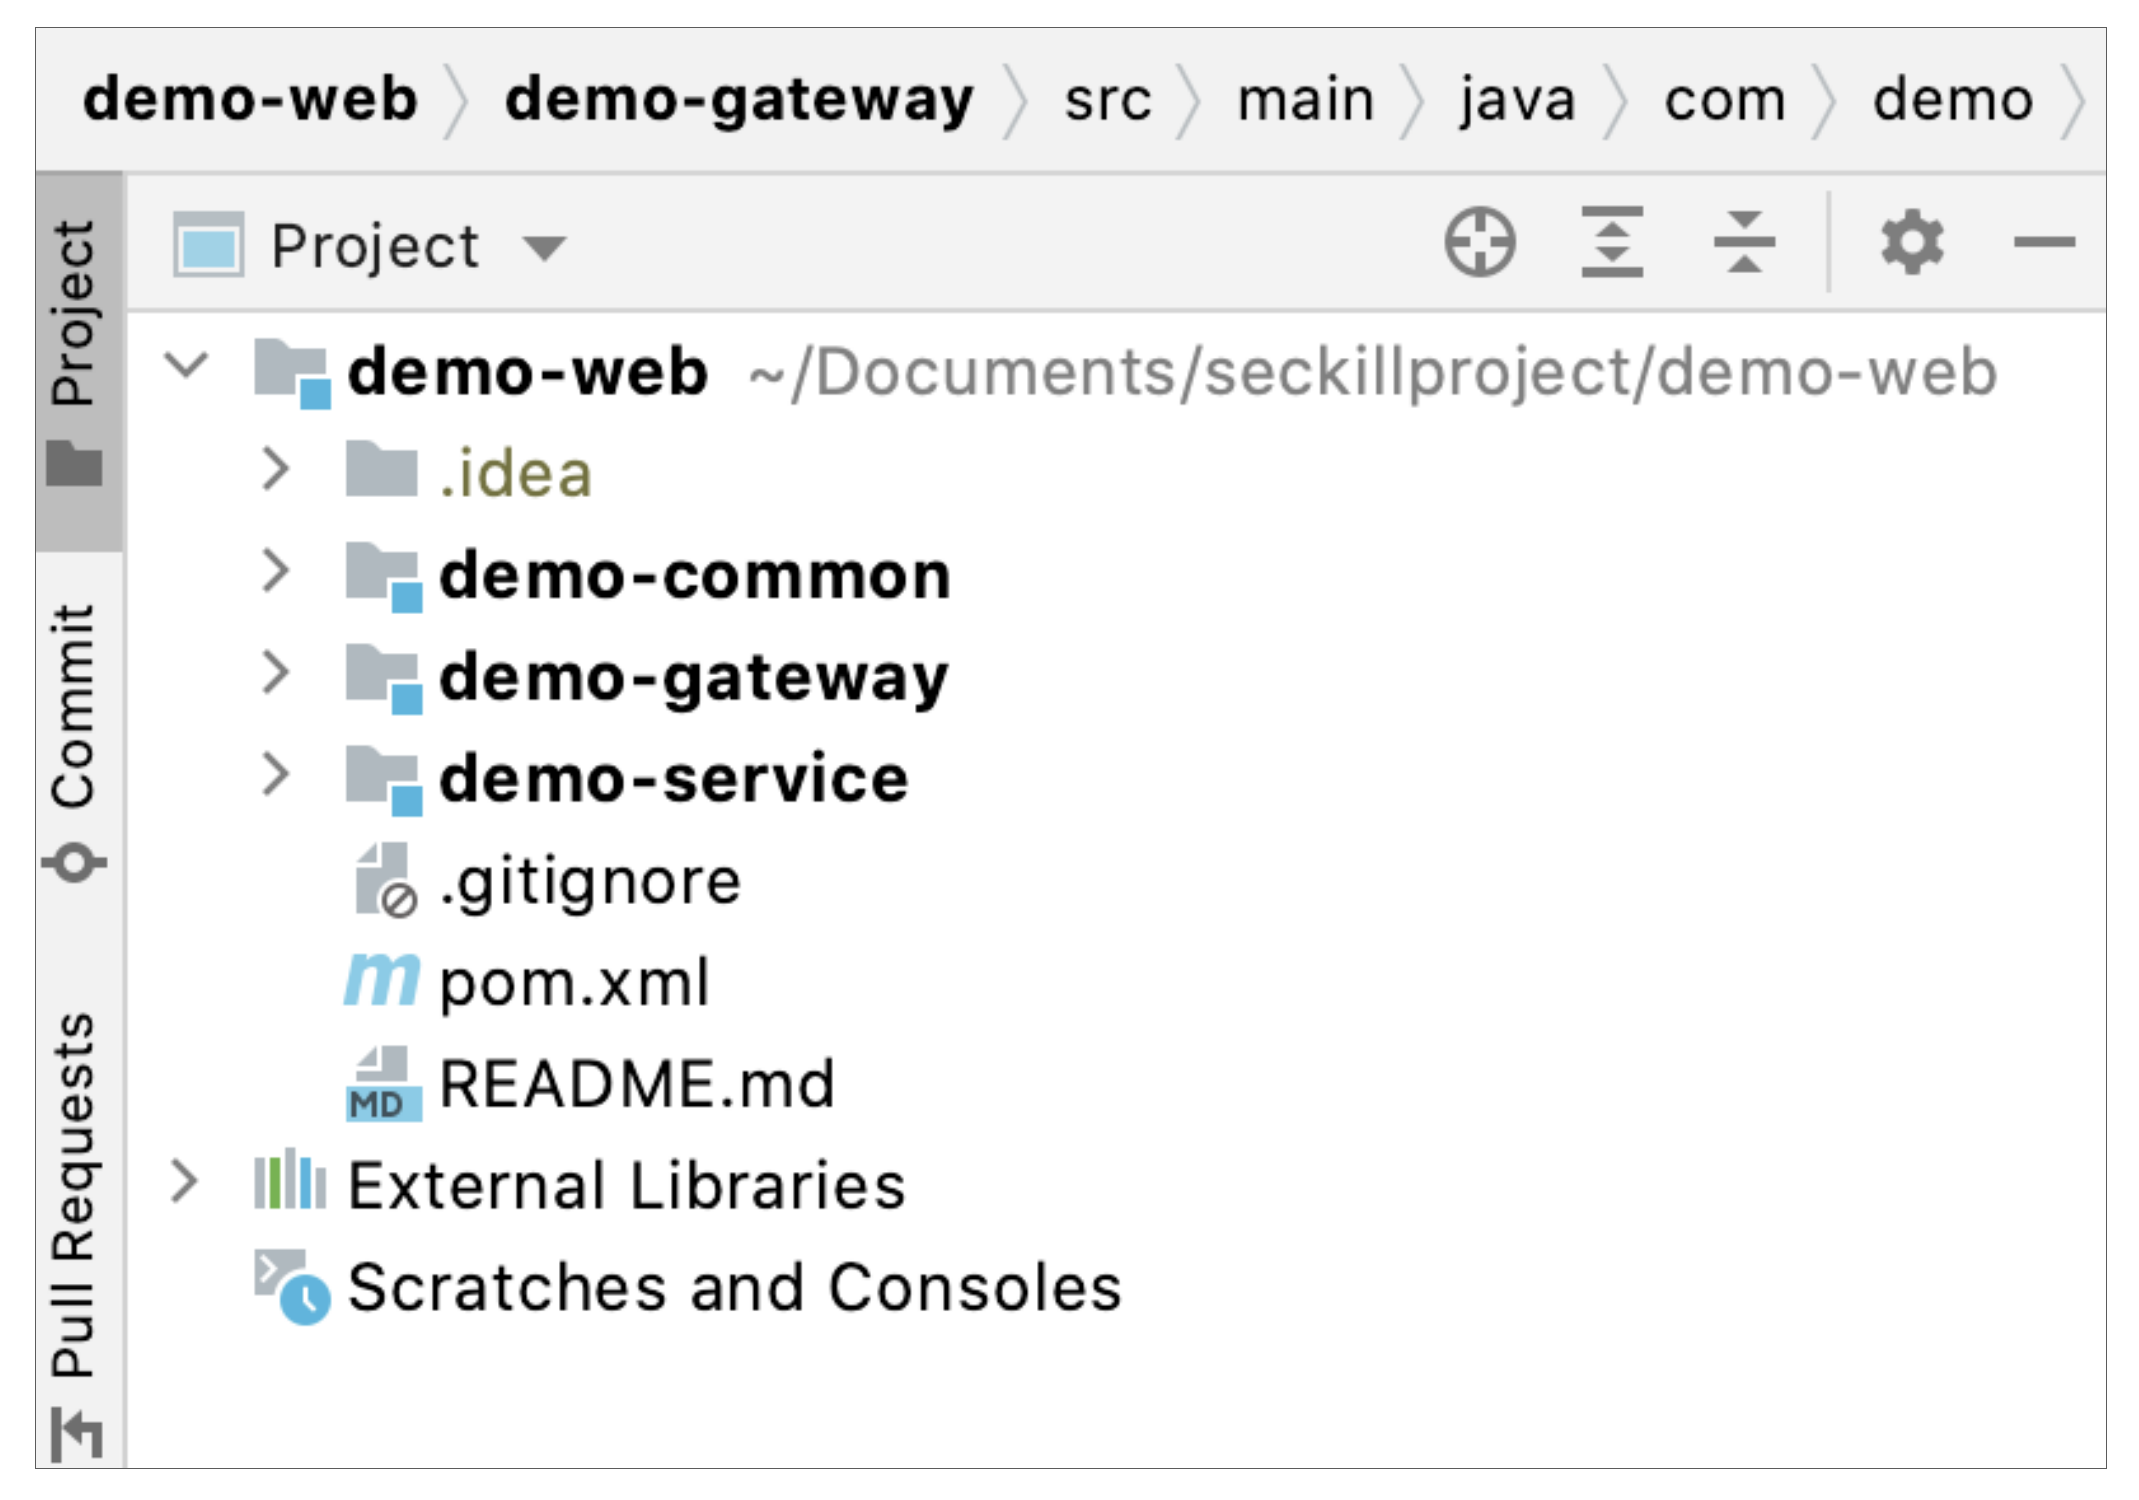 demo-web demo-gateway src main java com demo
Project
Project
Commit
Pull Requests
demo-web ~/Documents/seckillproject/demo-web
.idea
demo-common
demo-gateway
demo-service
.gitignore
m pom.xml
MD README.md
External Libraries
Scratches and Consoles